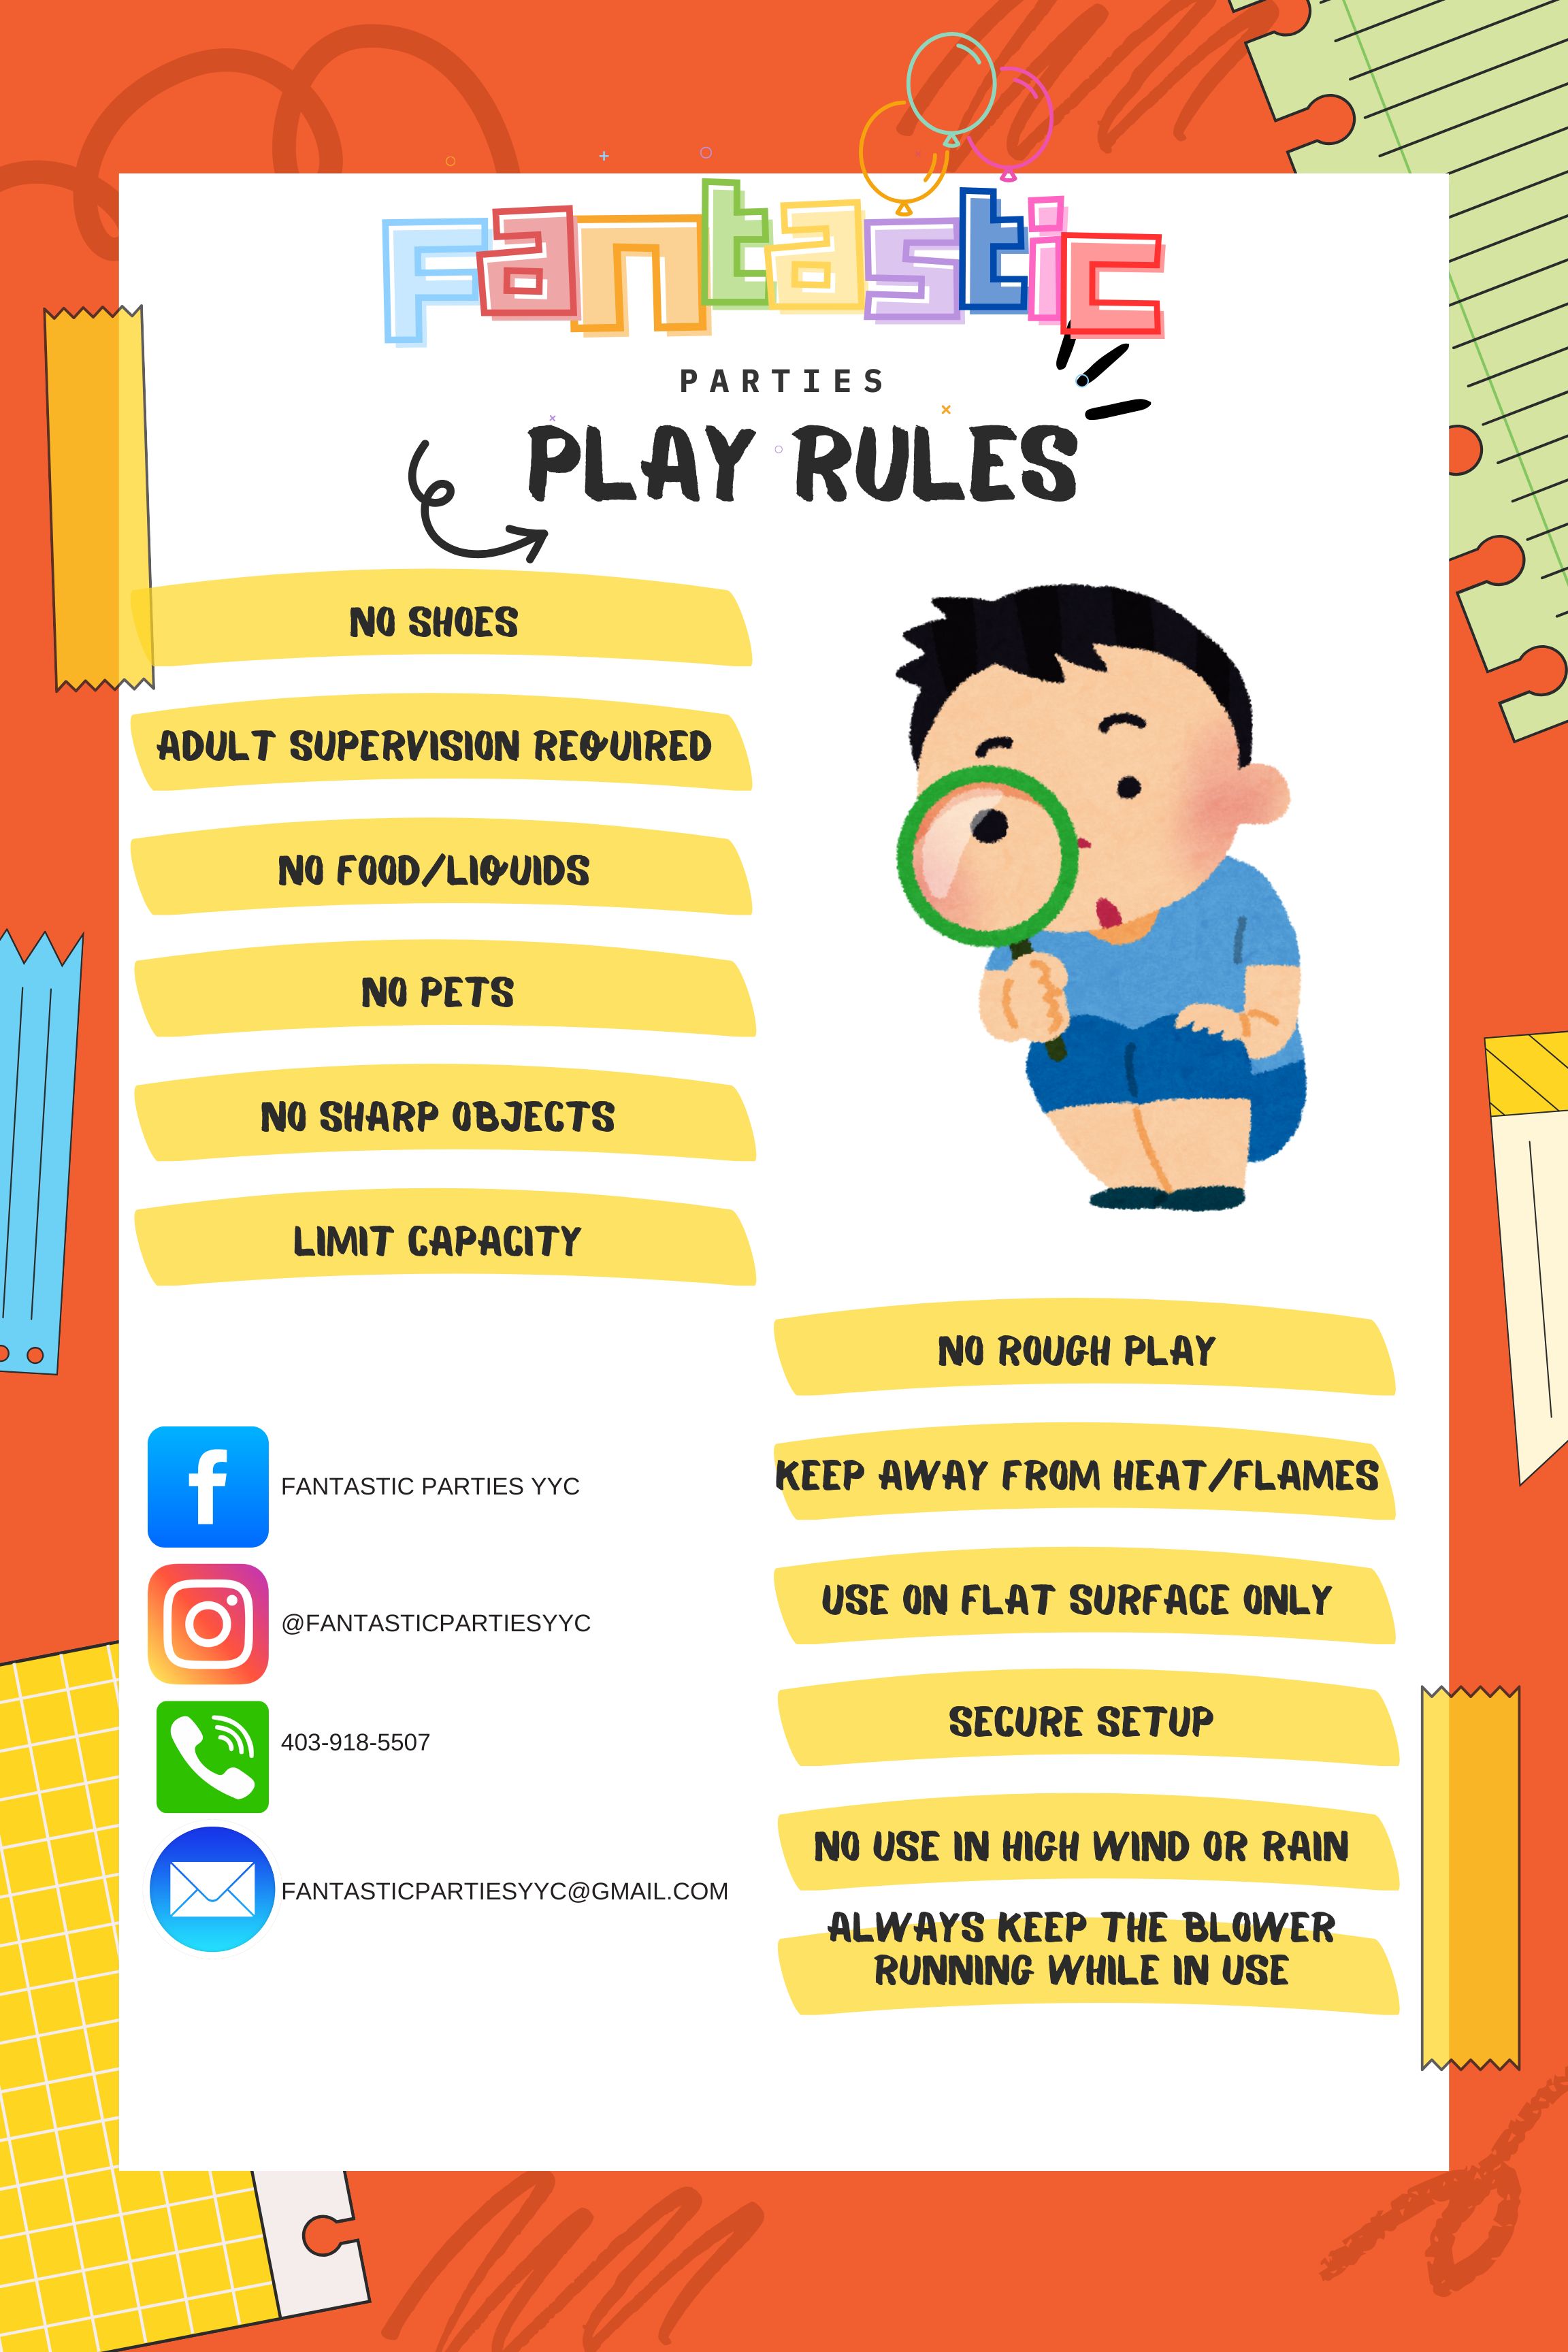 Fantastic
PARTIES
PLAY RULES
NO SHOES
ADULT SUPERVISION REQUIRED
NO FOOD/LIQUIDS
NO PETS
NO SHARP OBJECTS
LIMIT CAPACITY
NO ROUGH PLAY
KEEP AWAY FROM HEAT/FLAMES
USE ON FLAT SURFACE ONLY
SECURE SETUP
NO USE IN HIGH WIND OR RAIN
ALWAYS KEEP THE BLOWER
RUNNING WHILE IN USE
f
FANTASTIC PARTIES YYC
@FANTASTICPARTIESYYC
403-918-5507
FANTASTICPARTIESYYC@GMAIL.COM